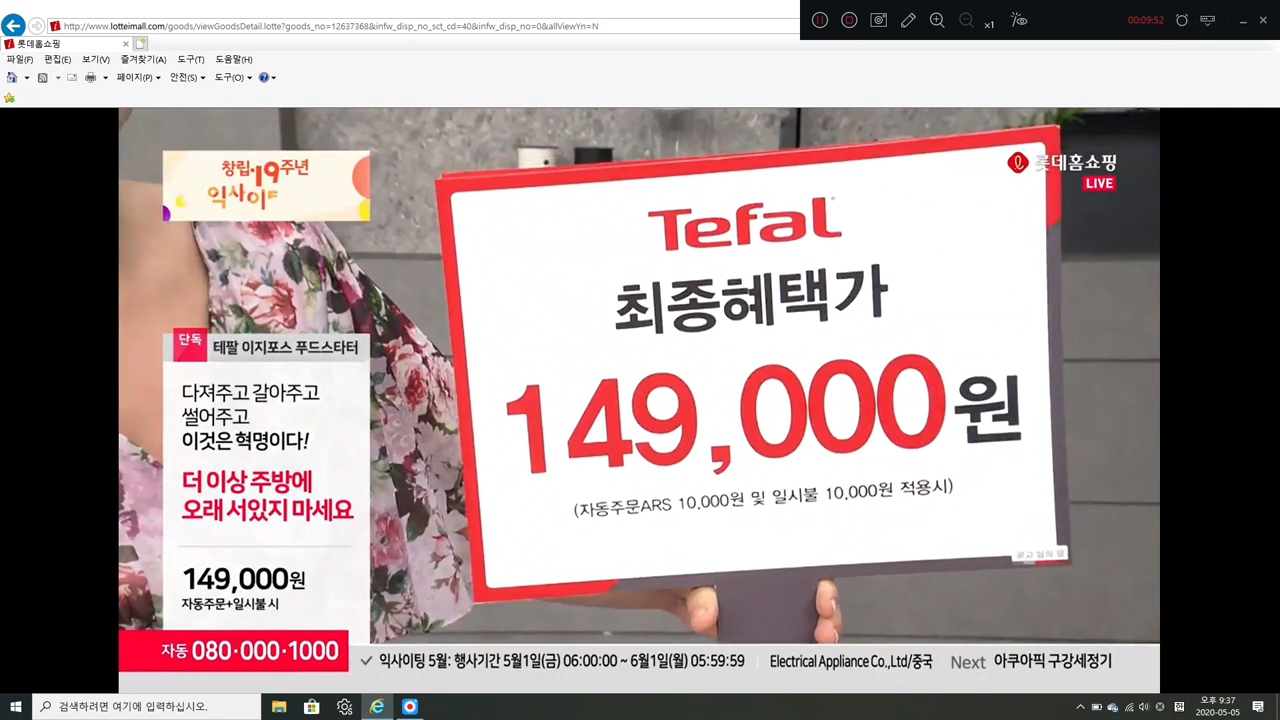 http://www.lotteimall.com/goods/viewGoodsDetail.lotte?goods_no=12637368&infw_disp_no_sct_cd=40&infw_disp_no=0&allViewYn=N
x1
00:09:52
롯데홈쇼핑
파일(F) 편집(E) 보기(V) 즐겨찾기(A) 도구(T) 도움말(H)
페이지(P) 안전(S) 도구(O)
창립·19주년
익사이
롯데홈쇼핑
LIVE
Tefal
최종혜택가
149,000원
(자동주문ARS 10,000원 및 일시불 10,000원 적용시)
단독 테팔 이지포스 푸드스타터
다져주고 갈아주고
썰어주고
이것은 혁명이다!
더 이상 주방에
오래 서있지 마세요
149,000원
자동주문+일시불 시
자동 080·000·1000
익사이팅 5월: 행사기간 5월1일(금) 06:00:00 ~ 6월1일(월) 05:59:59 Electrical Appliance Co.,Ltd/중국 Next 아쿠아픽 구강세정기
검색하려면 여기에 입력하십시오.
오후 9:37
2020-05-05